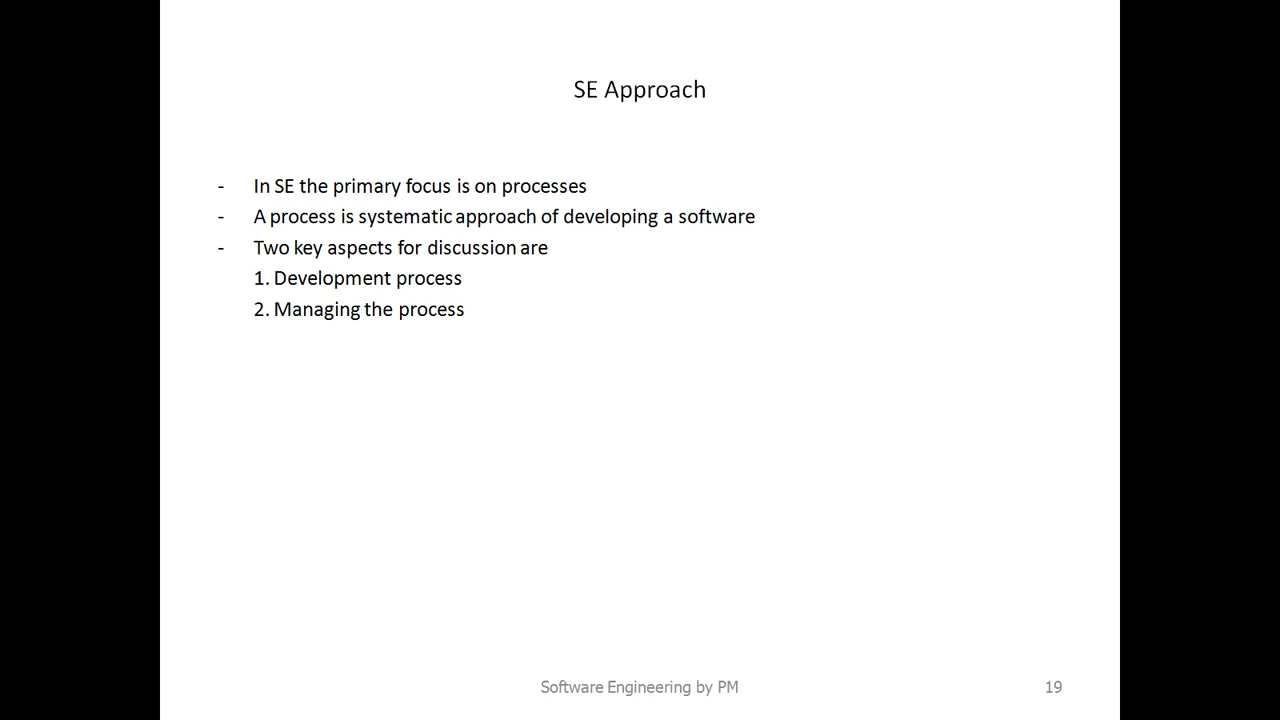 SE Approach
- In SE the primary focus is on processes
- A process is systematic approach of developing a software
- Two key aspects for discussion are
1. Development process
2. Managing the process
Software Engineering by PM
19